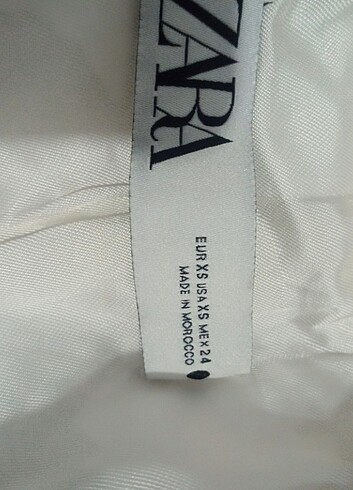 ZARA
EUR XS USA XS MEX 24
MADE IN MOROCCO